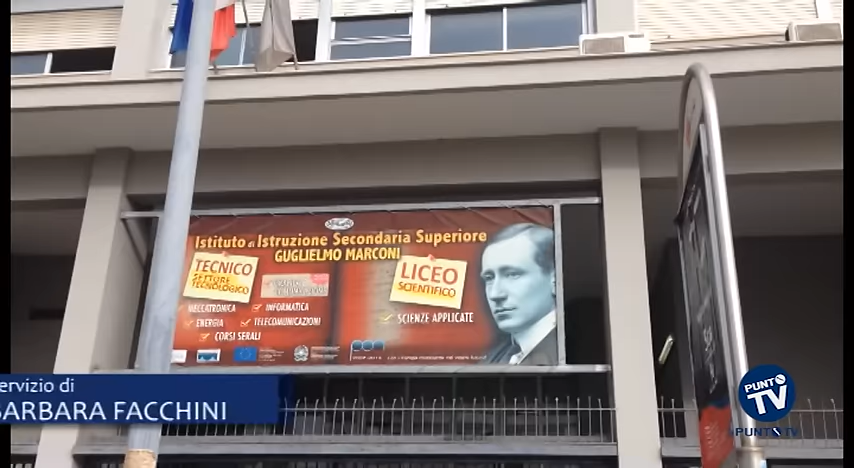 Istituto di Istruzione Secondaria Superiore
GUGLIELMO MARCONI
TECNICO
SETTORE
TECNOLOGICO
LICEO
SCIENTIFICO
MECCATRONICA
INFORMATICA
ENERGIA
TELECOMUNICAZIONI
CORSI SERALI
SCIENZE APPLICATE
ervizio di
BARBARA FACCHINI
PUNTO
TV
PUNTO TV